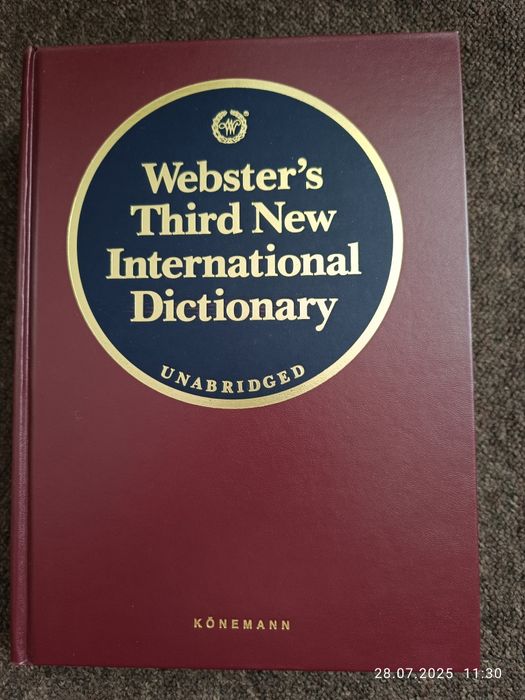 Webster's
Third New
International
Dictionary
UNABRIDGED
KÖNEMANN
28.07.2025 11:30